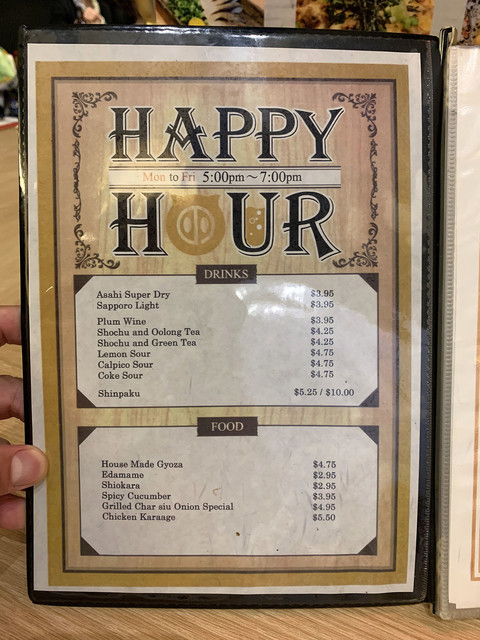 HAPPY
Mon to Fri 5:00pm~7:00pm
HOUR
DRINKS
Asahi Super Dry $3.95
Sapporo Light $3.95
Plum Wine $3.95
Shochu and Oolong Tea $4.25
Shochu and Green Tea $4.25
Lemon Sour $4.75
Calpico Sour $4.75
Coke Sour $4.75
Shinpaku $5.25 / $10.00
FOOD
House Made Gyoza $4.75
Edamame $2.95
Shiokara $2.95
Spicy Cucumber $3.95
Grilled Char siu Onion Special $4.95
Chicken Karaage $5.50